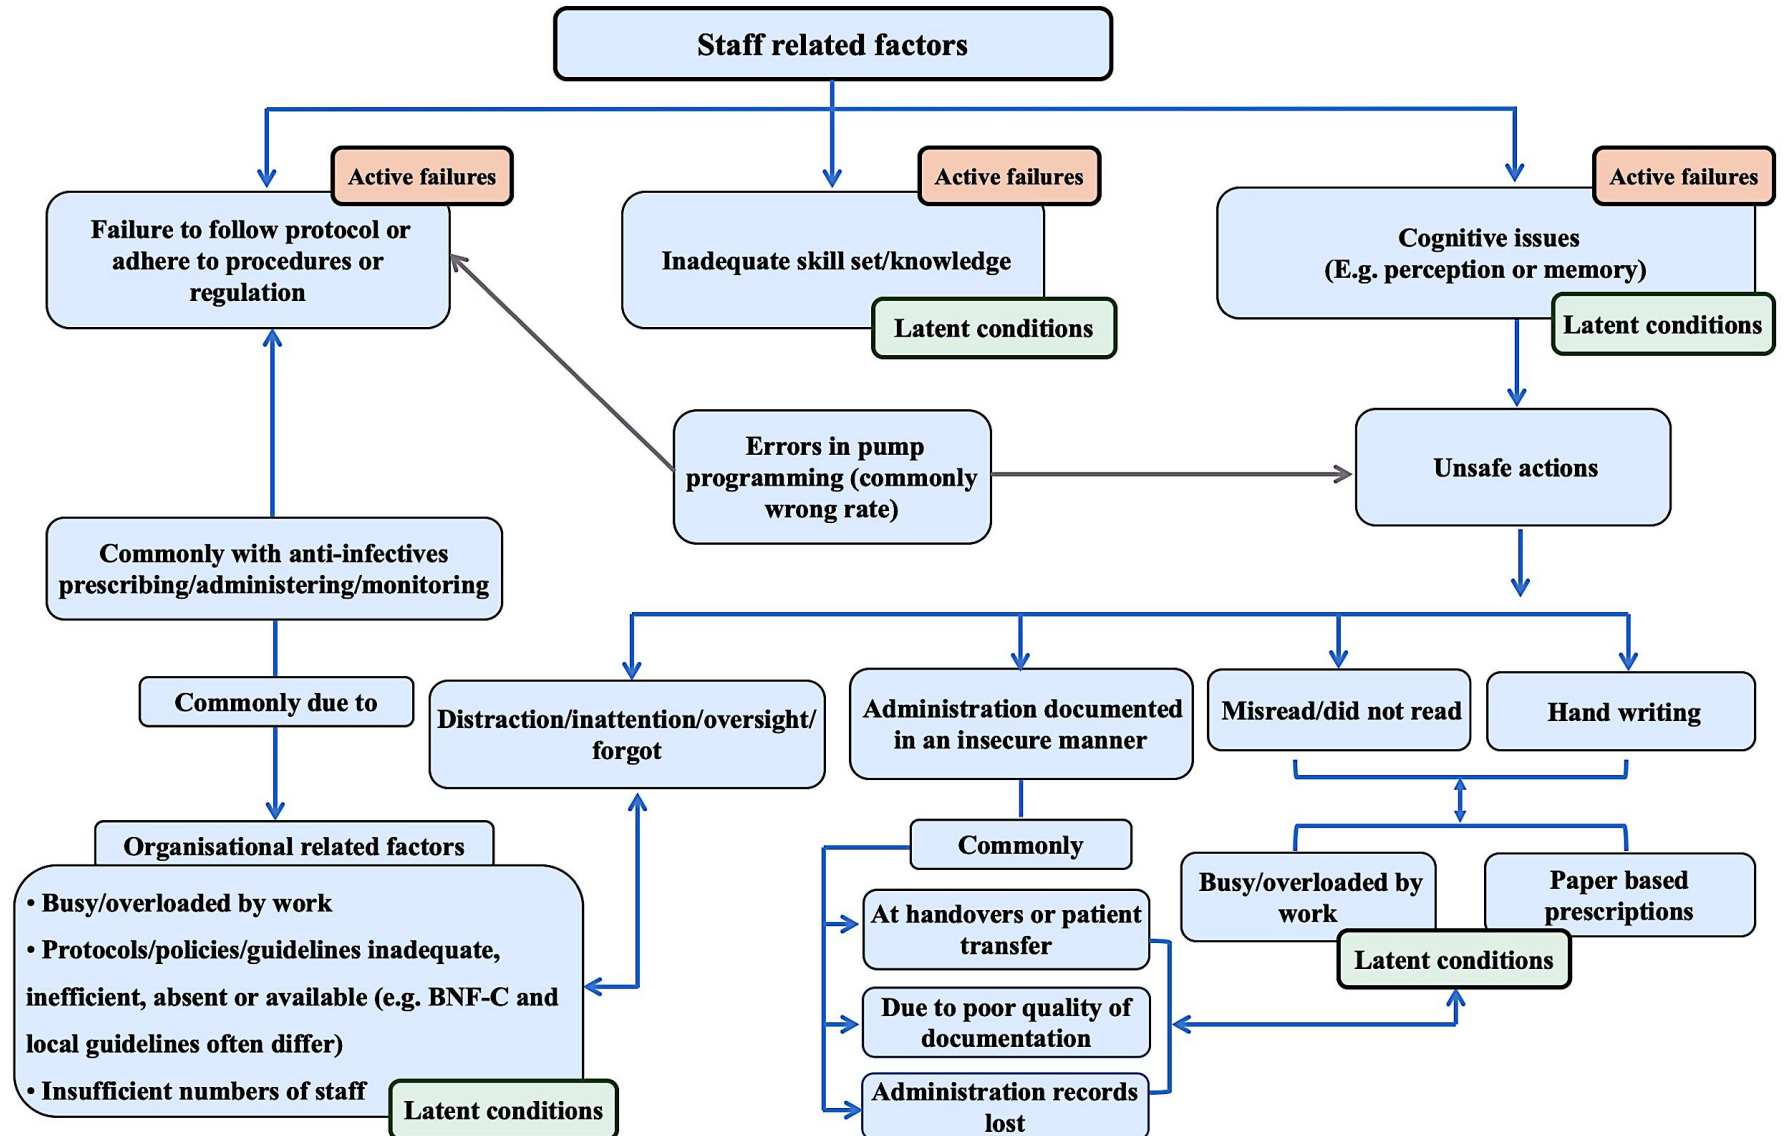 Staff related factors
Active failures
Active failures
Active failures
Failure to follow protocol or
adhere to procedures or
regulation
Inadequate skill set/knowledge
Cognitive issues
(E.g. perception or memory)
Latent conditions
Latent conditions
Errors in pump
programming (commonly
wrong rate)
Unsafe actions
Commonly with anti-infectives
prescribing/administering/monitoring
Commonly due to
Distraction/inattention/oversight/
forgot
Administration documented
in an insecure manner
Misread/did not read
Hand writing
Organisational related factors
• Busy/overloaded by work
• Protocols/policies/guidelines inadequate,
inefficient, absent or available (e.g. BNF-C and
local guidelines often differ)
• Insufficient numbers of staff
Latent conditions
Commonly
At handovers or patient
transfer
Due to poor quality of
documentation
Administration records
lost
Busy/overloaded by
work
Paper based
prescriptions
Latent conditions